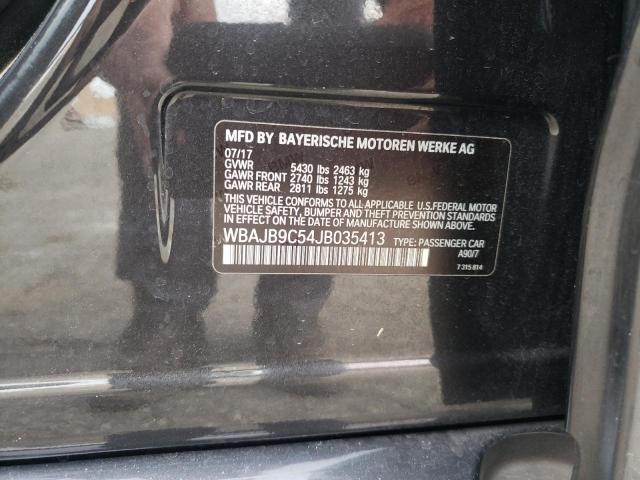 MFD BY BAYERISCHE MOTOREN WERKE AG
07/17
GVWR 5430 lbs 2463 kg
GAWR FRONT 2740 lbs 1243 kg
GAWR REAR 2811 lbs 1275 kg
THIS VEHICLE CONFORMS TO ALL APPLICABLE U.S.FEDERAL MOTOR
VEHICLE SAFETY, BUMPER, AND THEFT PREVENTION STANDARDS IN
EFFECT ON THE DATE OF MANUFACTURE SHOWN ABOVE.
WBAJB9C54JB035413 TYPE: PASSENGER CAR
A90/7
7 315 814